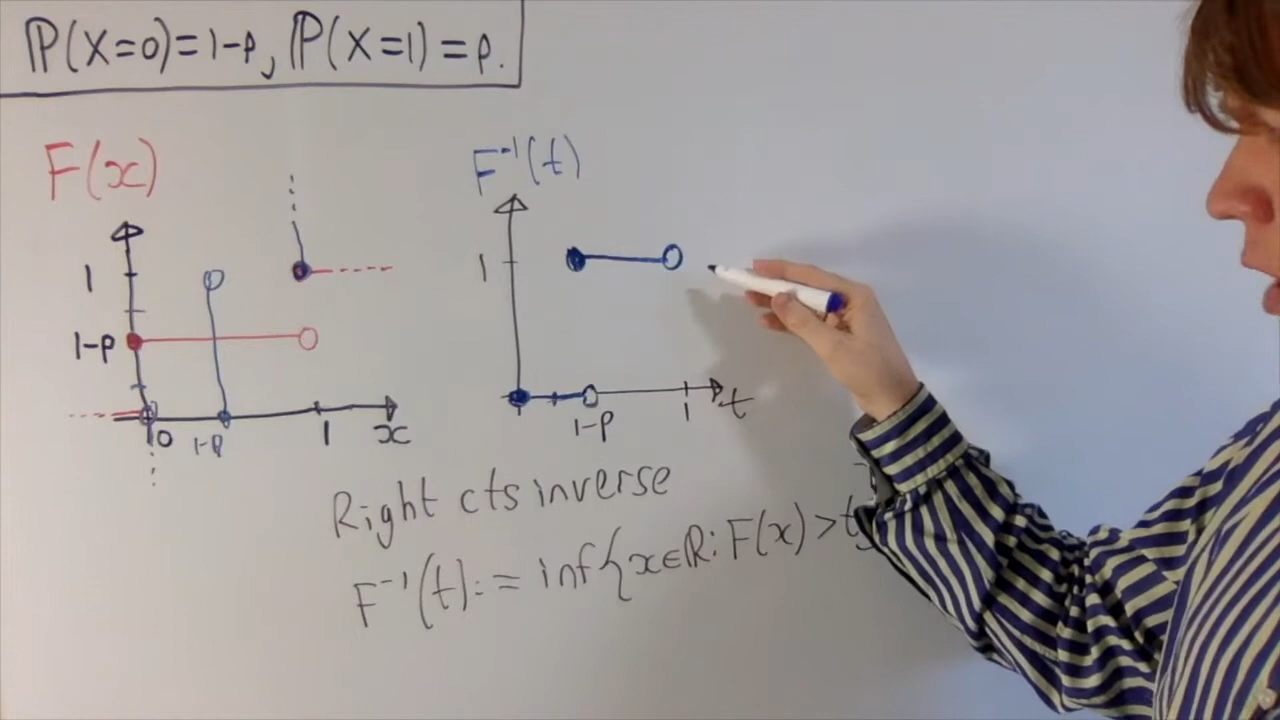 ℙ(X=0)=1-p, ℙ(X=1)=p.
F(x)
1
1-p
0
1-p
1
x
F⁻¹(t)
1
1-p
1
t
Right cts inverse
F⁻¹(t):= inf{x∈ℝ: F(x)>t}